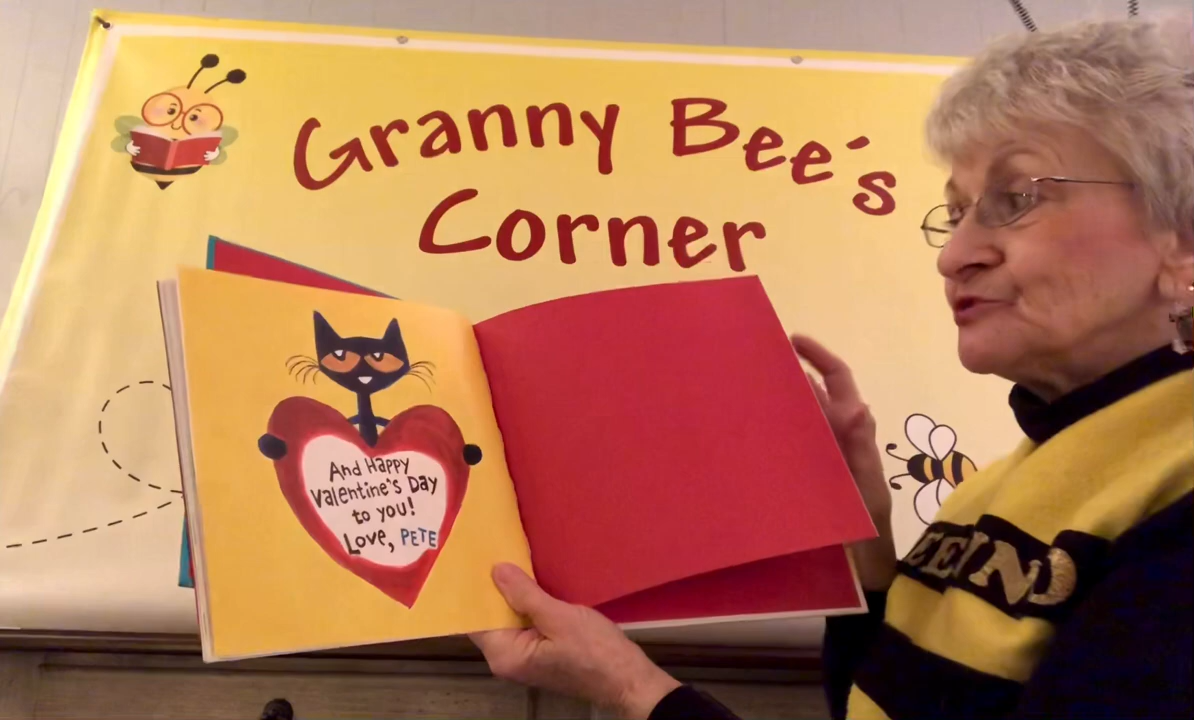 Granny Bee's
Corner
And Happy
Valentine's Day
to you!
Love, PETE